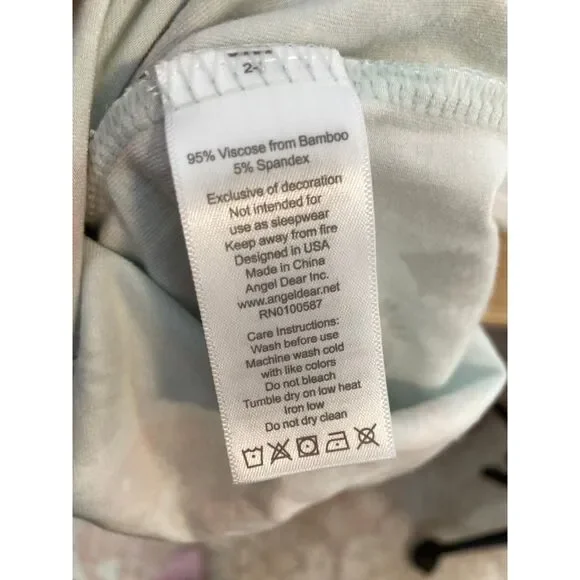 2-
95% Viscose from Bamboo
5% Spandex
Exclusive of decoration
Not intended for
use as sleepwear
Keep away from fire
Designed in USA
Made in China
Angel Dear Inc.
www.angeldear.net
RN0100587
Care Instructions:
Wash before use
Machine wash cold
with like colors
Do not bleach
Tumble dry on low heat
Iron low
Do not dry clean